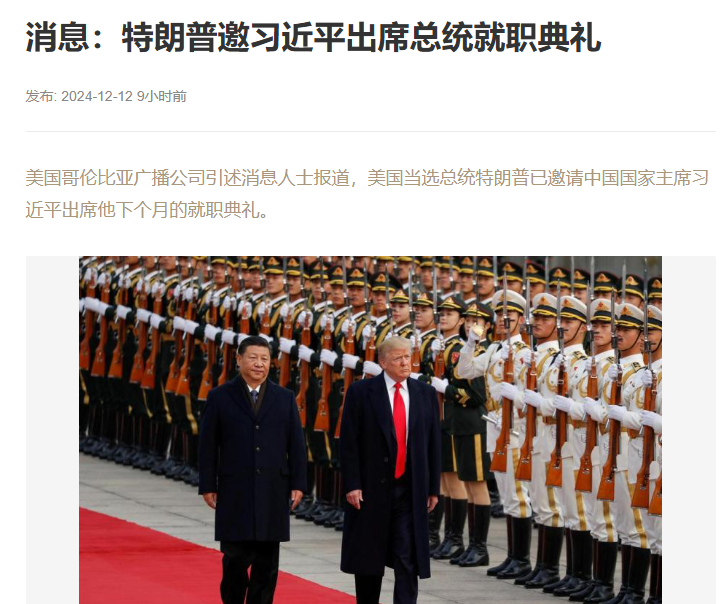 消息：特朗普邀习近平出席总统就职典礼
发布: 2024-12-12 9小时前
美国哥伦比亚广播公司引述消息人士报道，美国当选总统特朗普已邀请中国国家主席习
近平出席他下个月的就职典礼。